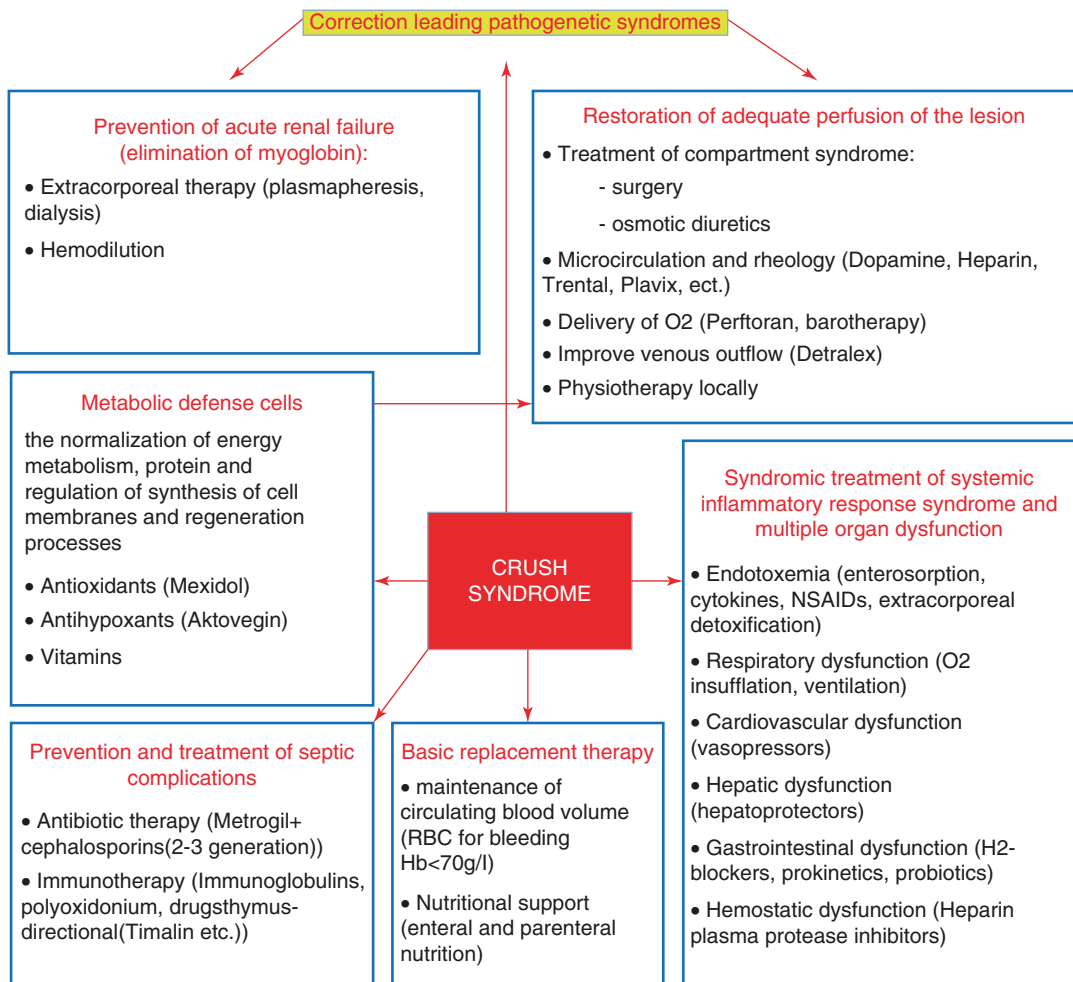 Correction leading pathogenetic syndromes
Prevention of acute renal failure
(elimination of myoglobin):
• Extracorporeal therapy (plasmapheresis,
dialysis)
• Hemodilution
Restoration of adequate perfusion of the lesion
• Treatment of compartment syndrome:
- surgery
- osmotic diuretics
• Microcirculation and rheology (Dopamine, Heparin,
Trental, Plavix, ect.)
• Delivery of O2 (Perftoran, barotherapy)
• Improve venous outflow (Detralex)
• Physiotherapy locally
Metabolic defense cells
the normalization of energy
metabolism, protein and
regulation of synthesis of cell
membranes and regeneration
processes
• Antioxidants (Mexidol)
• Antihypoxants (Aktovegin)
• Vitamins
CRUSH
SYNDROME
Syndromic treatment of systemic
inflammatory response syndrome and
multiple organ dysfunction
• Endotoxemia (enterosorption,
cytokines, NSAIDs, extracorporeal
detoxification)
• Respiratory dysfunction (O2
insufflation, ventilation)
• Cardiovascular dysfunction
(vasopressors)
• Hepatic dysfunction
(hepatoprotectors)
• Gastrointestinal dysfunction (H2-
blockers, prokinetics, probiotics)
• Hemostatic dysfunction (Heparin
plasma protease inhibitors)
Prevention and treatment of septic
complications
• Antibiotic therapy (Metrogil+
cephalosporins(2-3 generation))
• Immunotherapy (Immunoglobulins,
polyoxidonium, drugsthymus-
directional(Timalin etc.))
Basic replacement therapy
• maintenance of
circulating blood volume
(RBC for bleeding
Hb<70g/l)
• Nutritional support
(enteral and parenteral
nutrition)